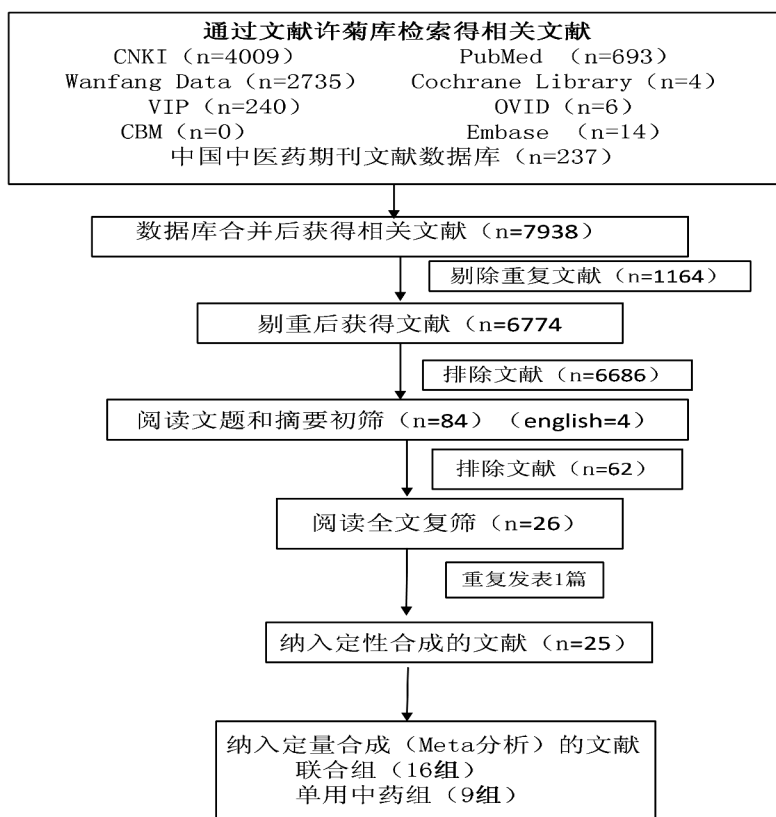 通过文献许菊库检索得相关文献
CNKI（n=4009） PubMed（n=693）
Wanfang Data（n=2735） Cochrane Library（n=4）
VIP（n=240） OVID（n=6）
CBM（n=0） Embase （n=14）
中国中医药期刊文献数据库（n=237）
数据库合并后获得相关文献（n=7938）
剔除重复文献（n=1164）
剔重后获得文献（n=6774
排除文献（n=6686）
阅读文题和摘要初筛（n=84）（english=4）
排除文献（n=62）
阅读全文复筛（n=26）
重复发表1篇
纳入定性合成的文献（n=25）
纳入定量合成（Meta分析）的文献
联合组（16组）
单用中药组（9组）